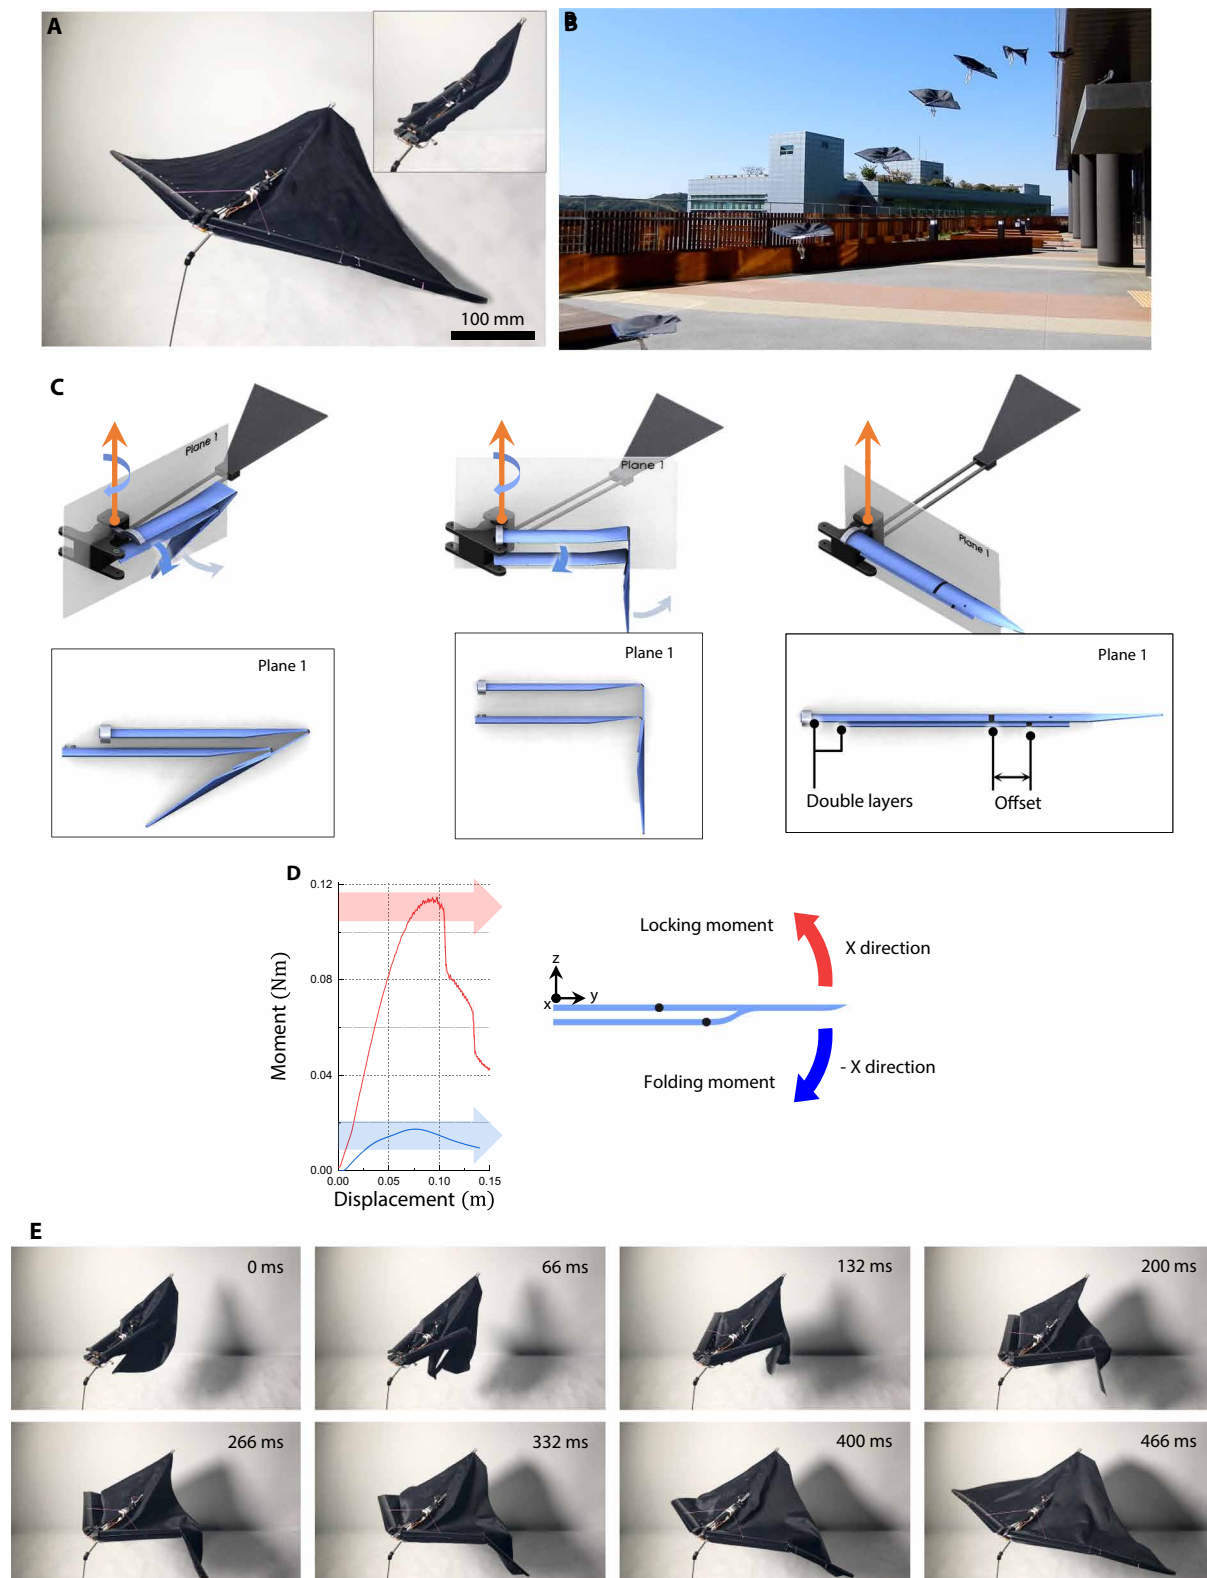 A
100 mm
B
B
C
Plane 1
Plane 1
Plane 1
Plane 1
Plane 1
Plane 1
Double layers
Offset
D
0.12
0.08
0.04
0.00
0.00
0.05
0.10
0.15
Moment (Nm)
Displacement (m)
Locking moment
X direction
z
x
y
Folding moment
- X direction
E
0 ms
66 ms
132 ms
200 ms
266 ms
332 ms
400 ms
466 ms